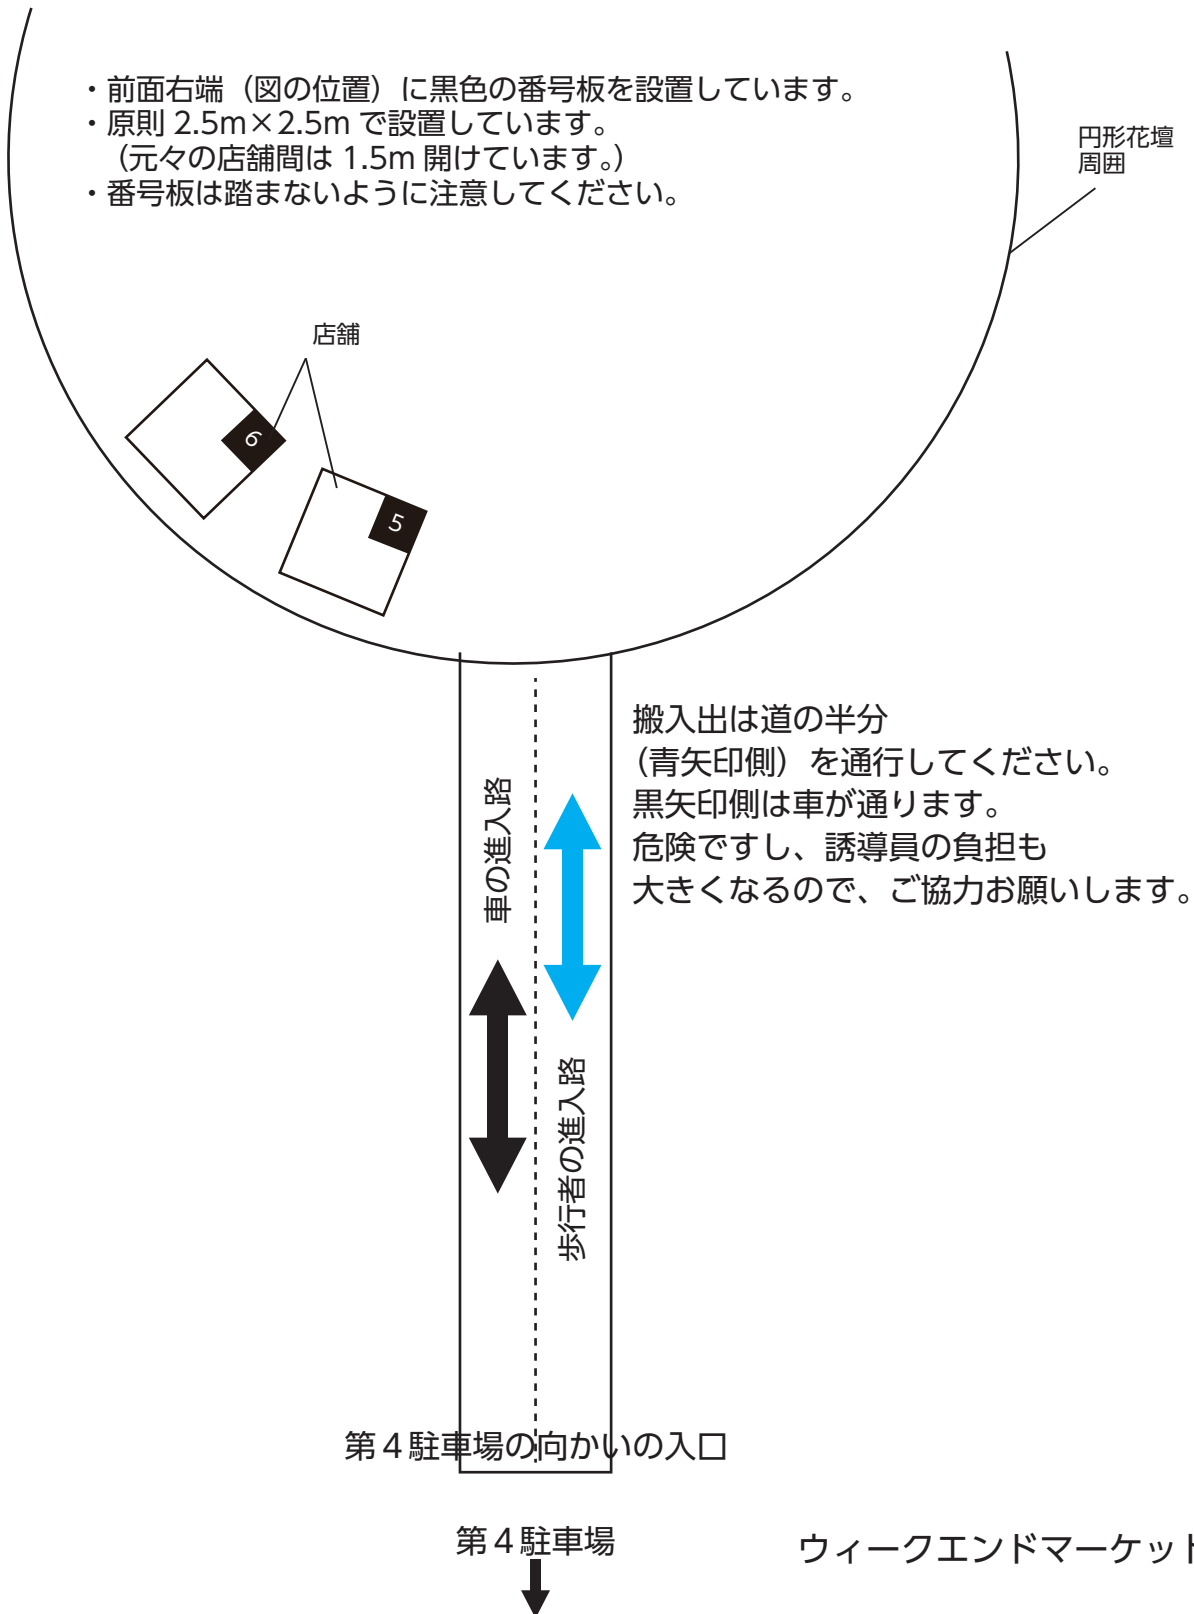 ・前面右端（図の位置）に黒色の番号板を設置しています。
・原則 2.5m×2.5m で設置しています。
（元々の店舗間は 1.5m 開けています。）
・番号板は踏まないように注意してください。
円形花壇
周囲
店舗
6
5
搬入出は道の半分
（青矢印側）を通行してください。
黒矢印側は車が通ります。
危険ですし、誘導員の負担も
大きくなるので、ご協力お願いします。
車の進入路
歩行者の進入路
第４駐車場の向かいの入口
第４駐車場
ウィークエンドマーケット